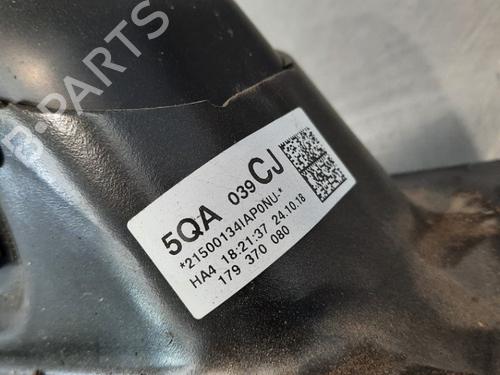 B-PARTS
5QA 039 CJ
*21500134IAP0NU-*
HA4 18:21:37 24.10.18
179 370 080